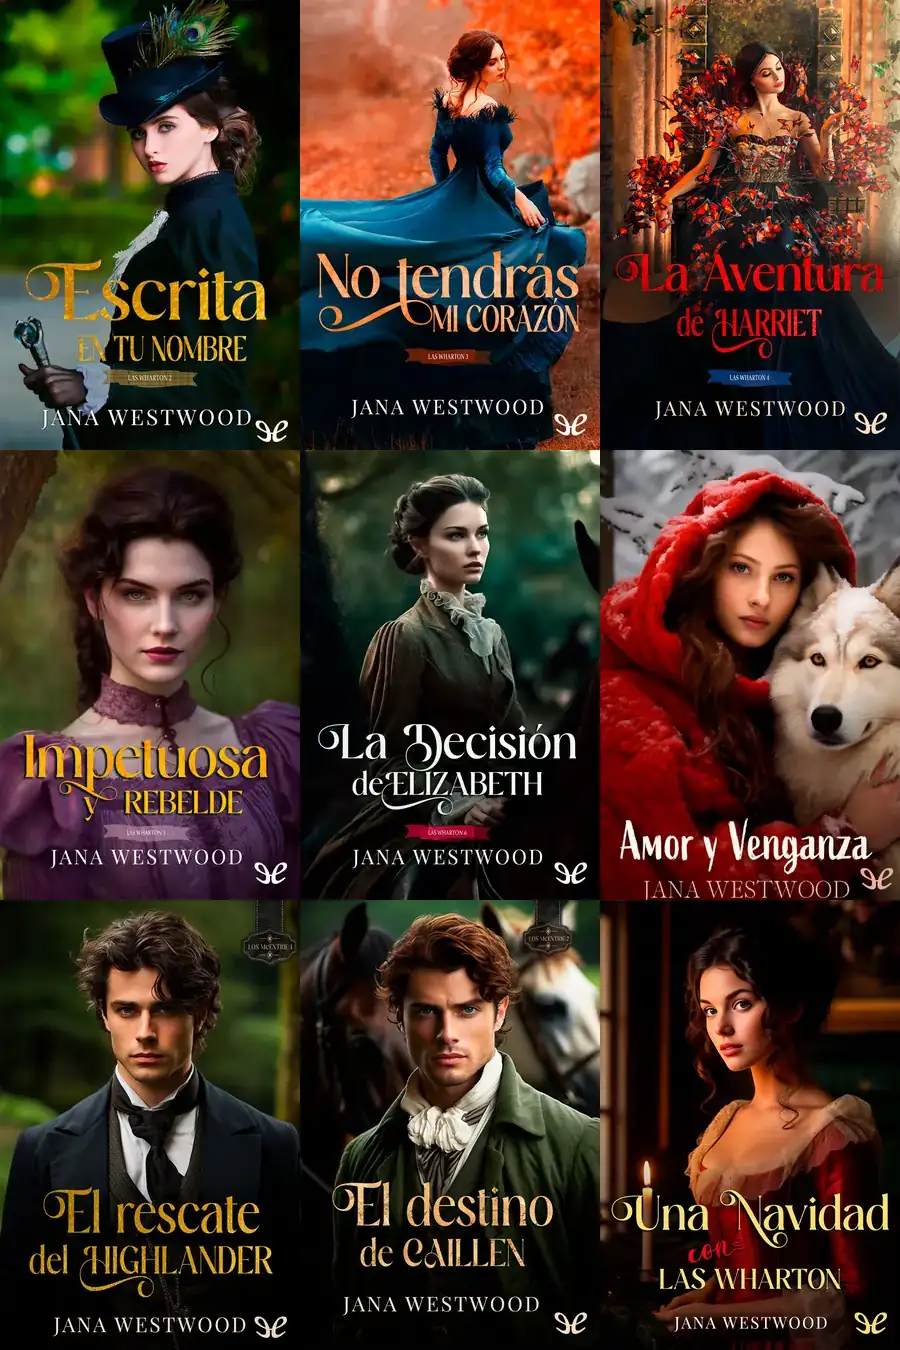 Escrita
EN TU NOMBRE
LAS WHARTON 2
JANA WESTWOOD
No tendrás
MI CORAZÓN
LAS WHARTON 3
JANA WESTWOOD
La Aventura
de HARRIET
LAS WHARTON 4
JANA WESTWOOD
Impetuosa
y REBELDE
LAS WHARTON 5
JANA WESTWOOD
La Decisión
de ELIZABETH
LAS WHARTON 6
JANA WESTWOOD
Amor y Venganza
JANA WESTWOOD
LOS McENTRIE 1
El rescate
del HIGHLANDER
JANA WESTWOOD
LOS McENTRIE 2
El destino
de CAILLEN
JANA WESTWOOD
Una Navidad
con
LAS WHARTON
JANA WESTWOOD